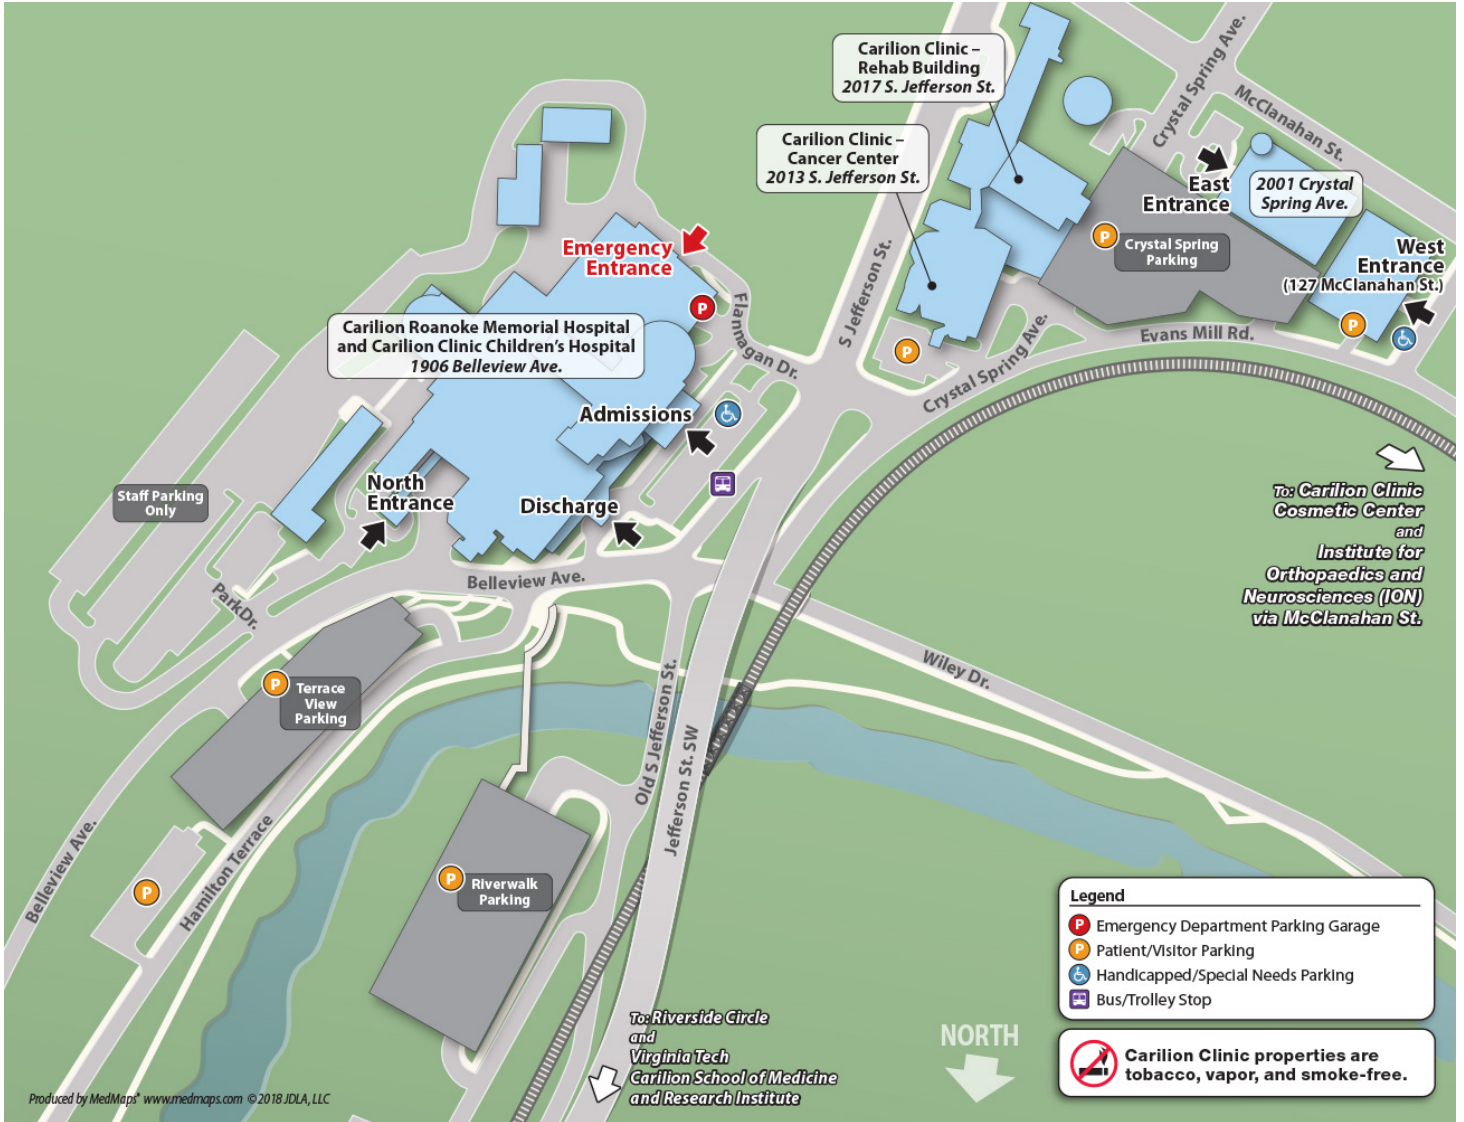 Carilion Clinic –
Rehab Building
2017 S. Jefferson St.
Carilion Clinic –
Cancer Center
2013 S. Jefferson St.
Crystal Spring Ave.
McClanahan St.
East
Entrance
2001 Crystal
Spring Ave.
West
Entrance
(127 McClanahan St.)
P
Crystal Spring
Parking
Emergency
Entrance
P
Flannagan Dr.
S Jefferson St.
P
P
Evans Mill Rd.
Crystal Spring Ave.
Carilion Roanoke Memorial Hospital
and Carilion Clinic Children's Hospital
1906 Belleview Ave.
Admissions
North
Entrance
Discharge
Staff Parking
Only
To: Carilion Clinic
Cosmetic Center
and
Institute for
Orthopaedics and
Neurosciences (ION)
via McClanahan St.
Belleview Ave.
Park Dr.
Wiley Dr.
P
Terrace
View
Parking
Old S Jefferson St.
Jefferson St. SW
Belleview Ave.
Hamilton Terrace
P
P
Riverwalk
Parking
Legend
P Emergency Department Parking Garage
P Patient/Visitor Parking
Handicapped/Special Needs Parking
Bus/Trolley Stop
To: Riverside Circle
and
Virginia Tech
Carilion School of Medicine
and Research Institute
NORTH
Carilion Clinic properties are
tobacco, vapor, and smoke-free.
Produced by MedMaps® www.medmaps.com ©2018 JDLA, LLC